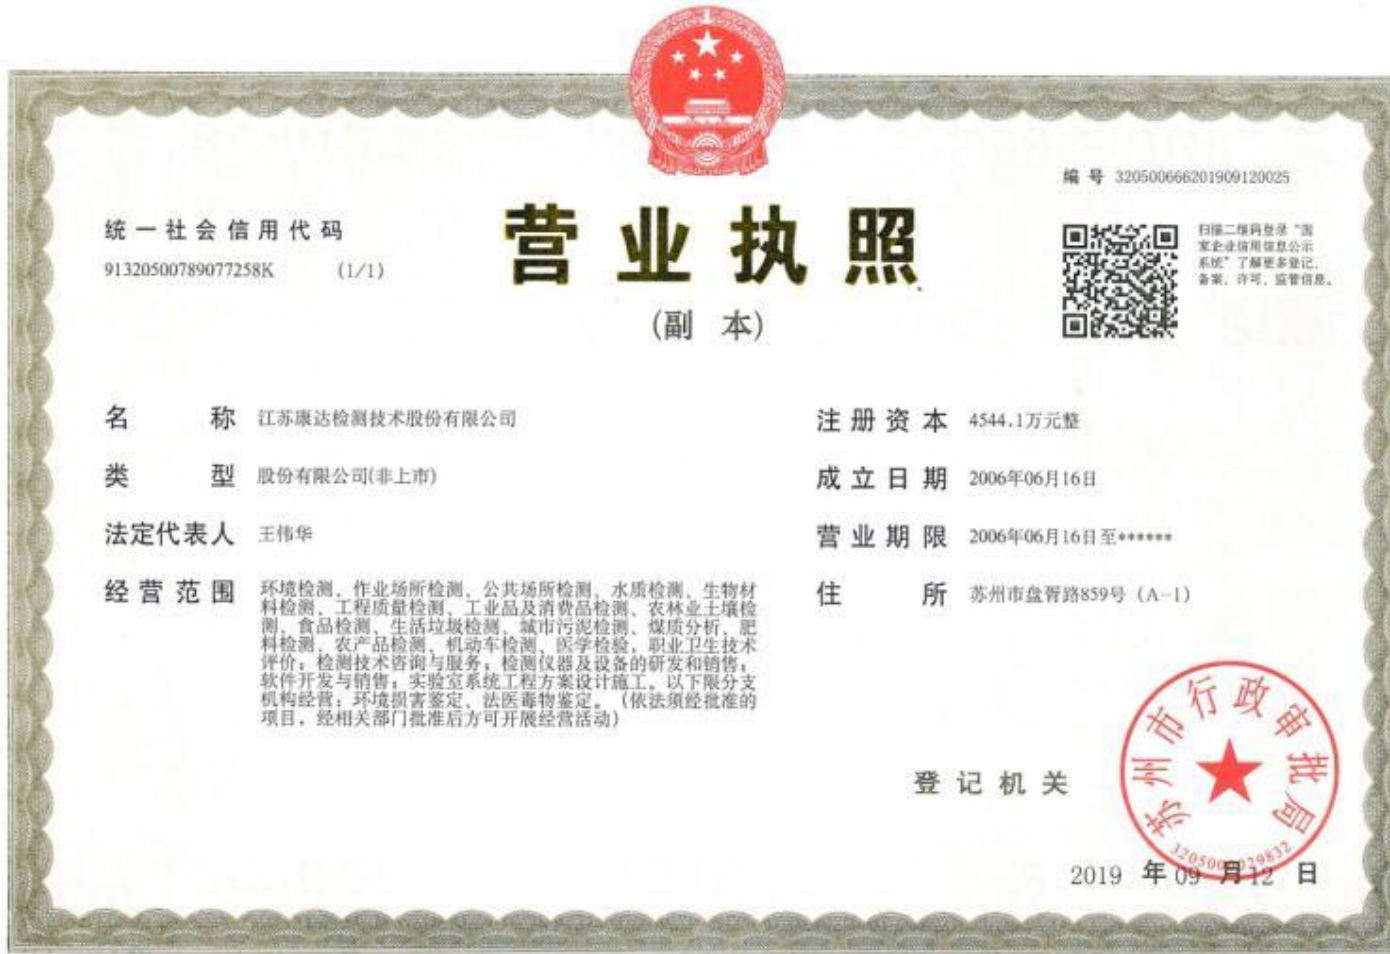 编号 320500666201909120025
统一社会信用代码
91320500789077258K (1/1)
营业执照
(副 本)
扫描二维码登录“国
家企业信用信息公示
系统”了解更多登记、
备案、许可、监管信息。
名称 江苏康达检测技术股份有限公司
类型 股份有限公司(非上市)
法定代表人 王伟华
经营范围 环境检测、作业场所检测、公共场所检测、水质检测、生物材
料检测、工程质量检测、工业品及消费品检测、农林业土壤检
测、食品检测、生活垃圾检测、城市污泥检测、煤质分析、肥
料检测、农产品检测、机动车检测、医学检验，职业卫生技术
评价；检测技术咨询与服务；检测仪器及设备的研发和销售；
软件开发与销售；实验室系统工程方案设计施工。以下限分支
机构经营：环境损害鉴定、法医毒物鉴定。（依法须经批准的
项目，经相关部门批准后方可开展经营活动）
注册资本 4544.1万元整
成立日期 2006年06月16日
营业期限 2006年06月16日至******
住所 苏州市盘胥路859号（A-1）
登记机关
苏州市行政审批局
3205000029832
2019 年 09 月 12 日